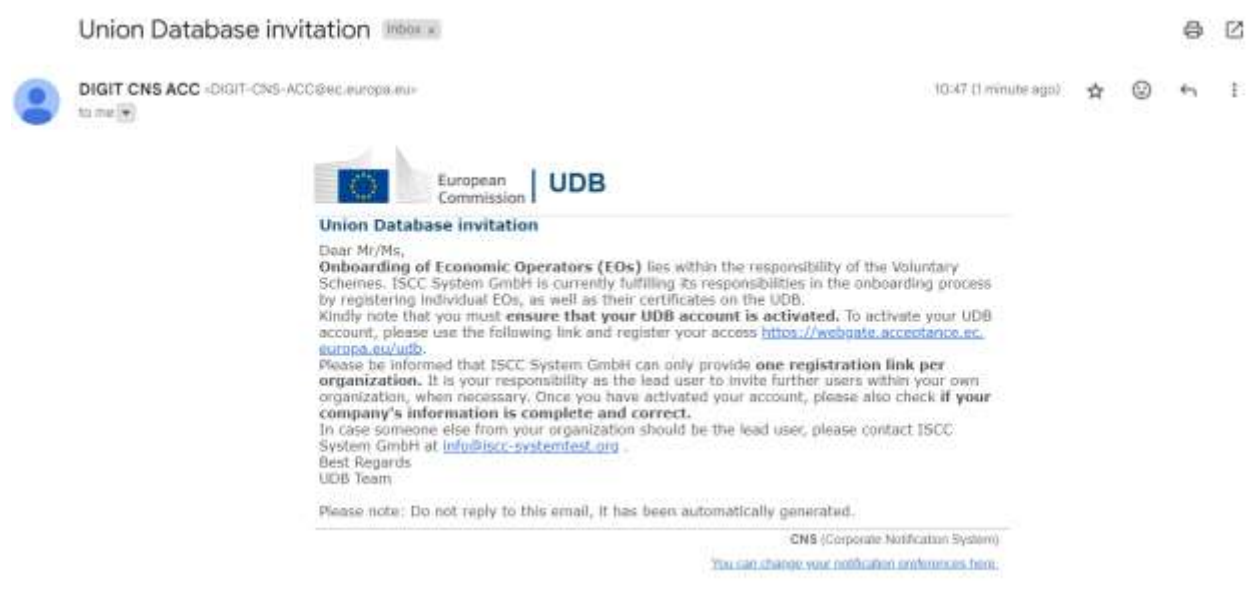 Union Database invitation Inbox x
DIGIT CNS ACC <DIGIT-CNS-ACC@ec.europa.eu>
10:47 (1 minute ago)
to me
European
Commission
UDB
Union Database invitation
Dear Mr/Ms,
Onboarding of Economic Operators (EOs) lies within the responsibility of the Voluntary
Schemes. ISCC System GmbH is currently fulfilling its responsibilities in the onboarding process
by registering individual EOs, as well as their certificates on the UDB.
Kindly note that you must ensure that your UDB account is activated. To activate your UDB
account, please use the following link and register your access https://webgate.acceptance.ec.
europa.eu/udb.
Please be informed that ISCC System GmbH can only provide one registration link per
organization. It is your responsibility as the lead user to invite further users within your own
organization, when necessary. Once you have activated your account, please also check if your
company's information is complete and correct.
In case someone else from your organization should be the lead user, please contact ISCC
System GmbH at info@iscc-systemtest.org .
Best Regards
UDB Team
Please note: Do not reply to this email, it has been automatically generated.
CNS (Corporate Notification System)
You can change your notification preferences here.